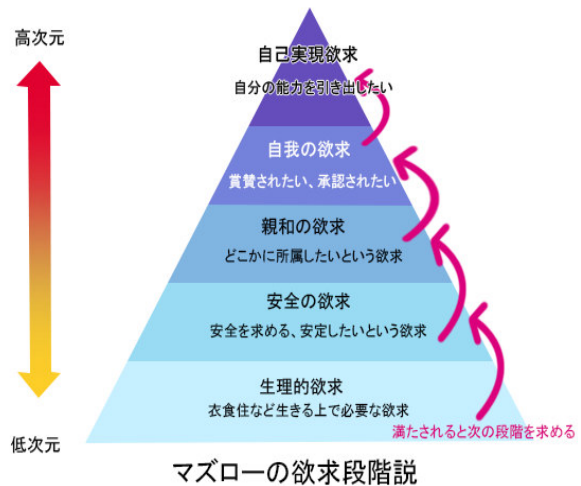 高次元
自己実現欲求
自分の能力を引き出したい
自我の欲求
賞賛されたい、承認されたい
親和の欲求
どこかに所属したいという欲求
安全の欲求
安全を求める、安定したいという欲求
生理的欲求
衣食住など生きる上で必要な欲求
満たされると次の段階を求める
低次元
マズローの欲求段階説